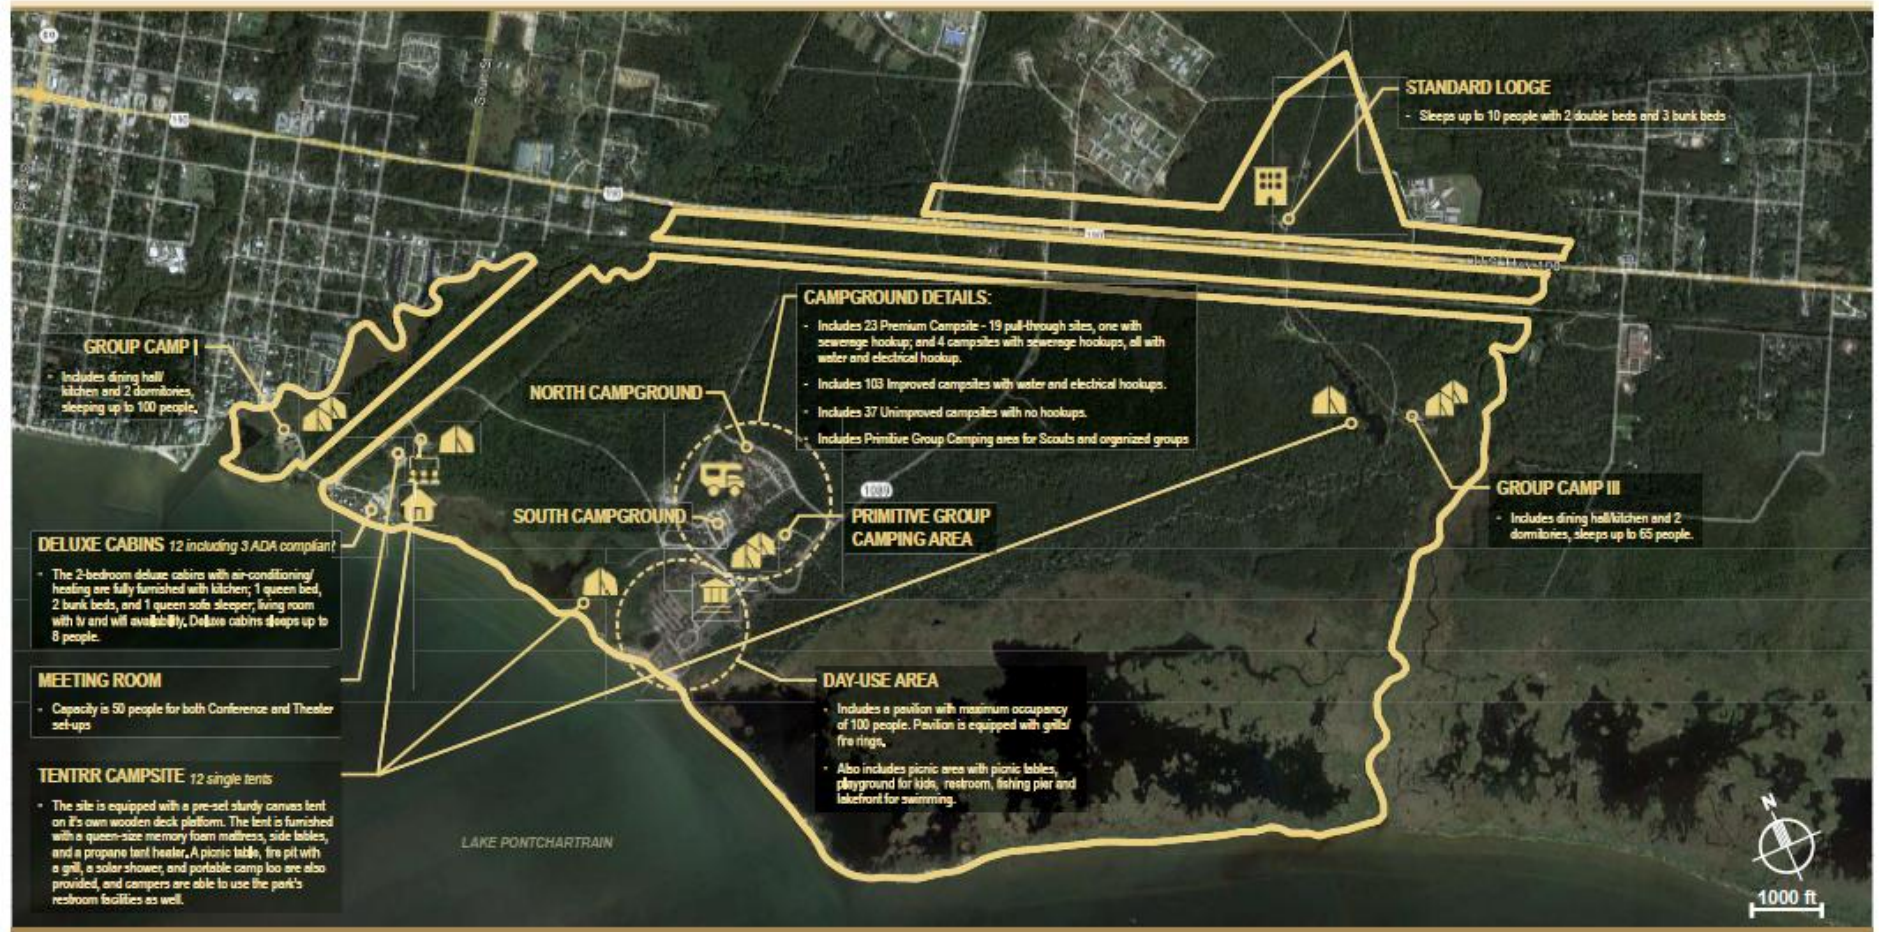 STANDARD LODGE
- Sleeps up to 10 people with 2 double beds and 3 bunk beds
190
190
190
CAMPGROUND DETAILS:
- Includes 23 Premium Campsite - 19 pull-through sites, one with
sewerage hookup; and 4 campsites with sewerage hookups, all with
water and electrical hookup.
- Includes 103 Improved campsites with water and electrical hookups.
- Includes 37 Unimproved campsites with no hookups.
- Includes Primitive Group Camping area for Scouts and organized groups
GROUP CAMP I
- Includes dining hall/
kitchen and 2 dormitories,
sleeping up to 100 people.
NORTH CAMPGROUND
1089
SOUTH CAMPGROUND
PRIMITIVE GROUP
CAMPING AREA
GROUP CAMP III
- Includes dining hall/kitchen and 2
dormitories, sleeps up to 65 people.
DELUXE CABINS 12 including 3 ADA compliant
- The 2-bedroom deluxe cabins with air-conditioning/
heating are fully furnished with kitchen; 1 queen bed,
2 bunk beds, and 1 queen sofa sleeper; living room
with tv and wifi availability. Deluxe cabins sleeps up to
8 people.
MEETING ROOM
- Capacity is 50 people for both Conference and Theater
set-ups
DAY-USE AREA
- Includes a pavilion with maximum occupancy
of 100 people. Pavilion is equipped with grills/
fire rings.
- Also includes picnic area with picnic tables,
playground for kids, restroom, fishing pier and
lakefront for swimming.
TENTRR CAMPSITE 12 single tents
- The site is equipped with a pre-set sturdy canvas tent
on it's own wooden deck platform. The tent is furnished
with a queen-size memory foam mattress, side tables,
and a propane tent heater. A picnic table, fire pit with
a grill, a solar shower, and portable camp loo are also
provided, and campers are able to use the park's
restroom facilities as well.
LAKE PONTCHARTRAIN
N
1000 ft